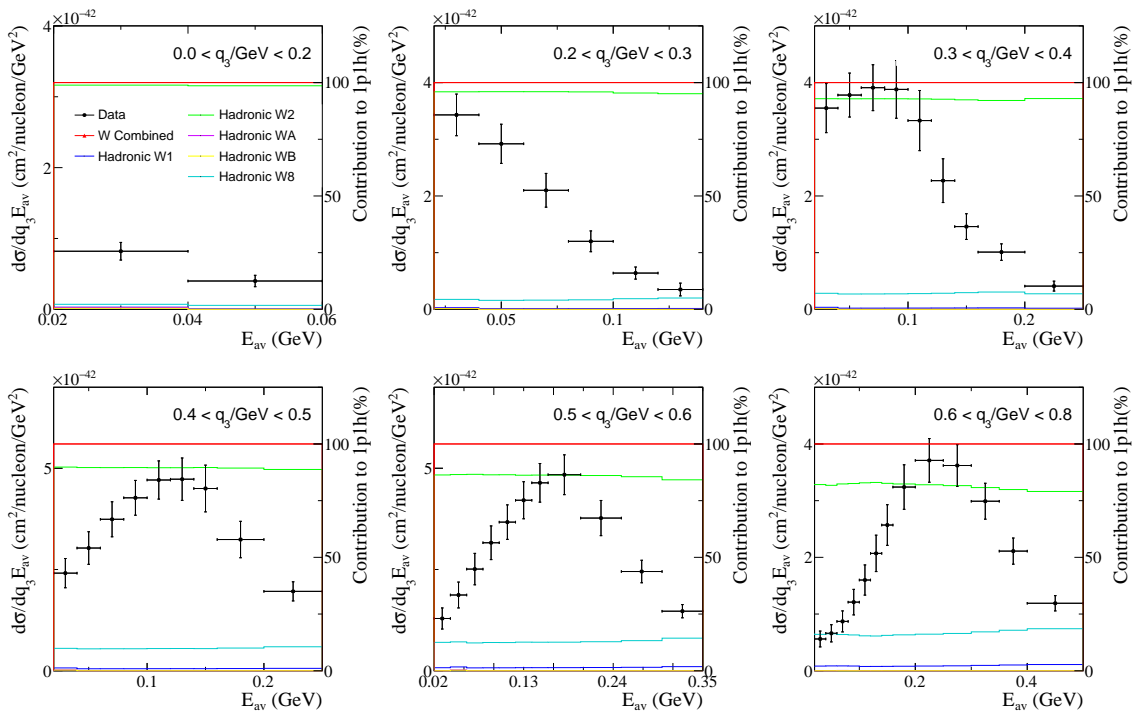 ×10⁻⁴²
0.0 < q₃/GeV < 0.2
dσ/dq₃E_av (cm²/nucleon/GeV²)
Contribution to 1p1h(%)
Data
W Combined
Hadronic W1
Hadronic W2
Hadronic WA
Hadronic WB
Hadronic W8
0 2 4
0 50 100
0.02 0.04 0.06
E_av (GeV)
×10⁻⁴²
0.2 < q₃/GeV < 0.3
dσ/dq₃E_av (cm²/nucleon/GeV²)
Contribution to 1p1h(%)
0 2 4
0 50 100
0.05 0.1
E_av (GeV)
×10⁻⁴²
0.3 < q₃/GeV < 0.4
dσ/dq₃E_av (cm²/nucleon/GeV²)
Contribution to 1p1h(%)
0 2 4
0 50 100
0.1 0.2
E_av (GeV)
×10⁻⁴²
0.4 < q₃/GeV < 0.5
dσ/dq₃E_av (cm²/nucleon/GeV²)
Contribution to 1p1h(%)
0 5
0 50 100
0.1 0.2
E_av (GeV)
×10⁻⁴²
0.5 < q₃/GeV < 0.6
dσ/dq₃E_av (cm²/nucleon/GeV²)
Contribution to 1p1h(%)
0 5
0 50 100
0.02 0.13 0.24 0.35
E_av (GeV)
×10⁻⁴²
0.6 < q₃/GeV < 0.8
dσ/dq₃E_av (cm²/nucleon/GeV²)
Contribution to 1p1h(%)
0 2 4
0 50 100
0.2 0.4
E_av (GeV)